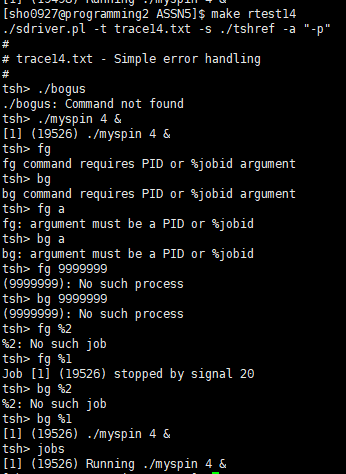 [1] (19498) Running ./myspin 4 &
[sho0927@programming2 ASSN5]$ make rtest14
./sdriver.pl -t trace14.txt -s ./tshref -a "-p"
#
# trace14.txt - Simple error handling
#
tsh> ./bogus
./bogus: Command not found
tsh> ./myspin 4 &
[1] (19526) ./myspin 4 &
tsh> fg
fg command requires PID or %jobid argument
tsh> bg
bg command requires PID or %jobid argument
tsh> fg a
fg: argument must be a PID or %jobid
tsh> bg a
bg: argument must be a PID or %jobid
tsh> fg 9999999
(9999999): No such process
tsh> bg 9999999
(9999999): No such process
tsh> fg %2
%2: No such job
tsh> fg %1
Job [1] (19526) stopped by signal 20
tsh> bg %2
%2: No such job
tsh> bg %1
[1] (19526) ./myspin 4 &
tsh> jobs
[1] (19526) Running ./myspin 4 &